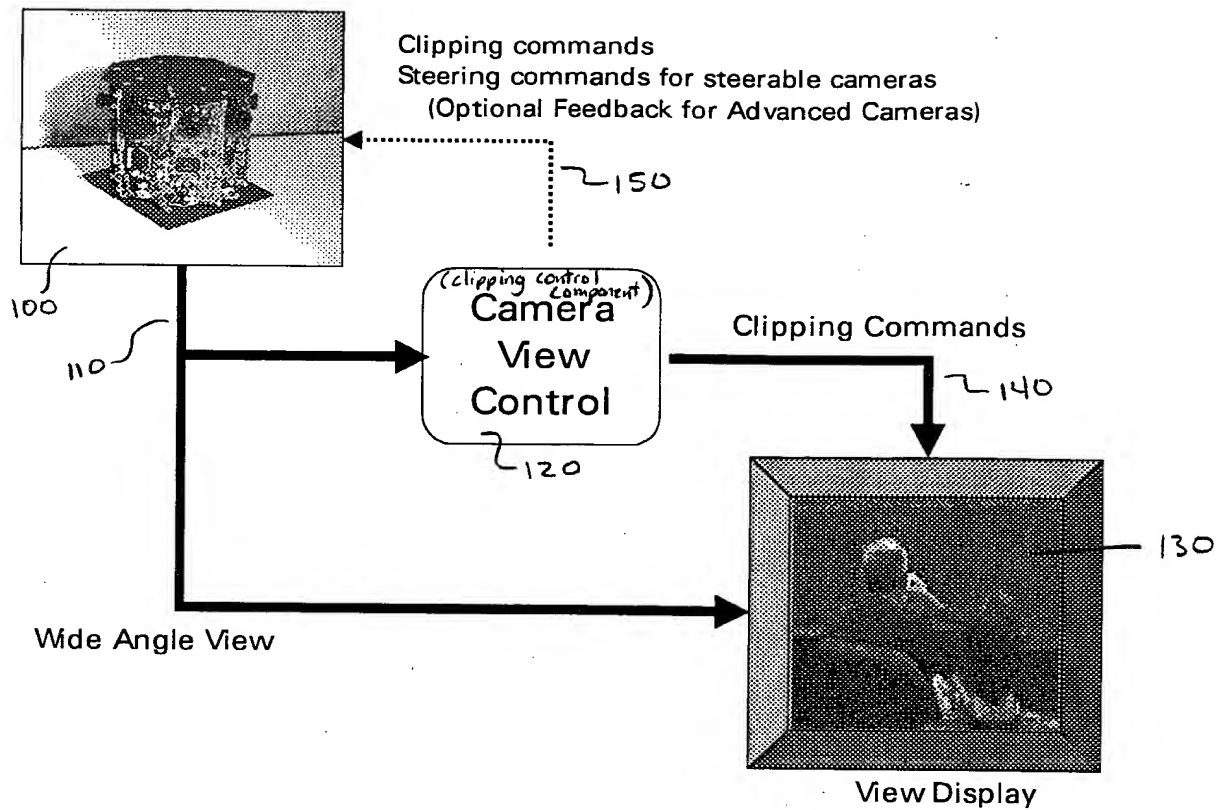 Clipping commands
Steering commands for steerable cameras
(Optional Feedback for Advanced Cameras)
150
100
110
(clipping control
component)
Camera
View
Control
120
Clipping Commands
140
130
Wide Angle View
View Display